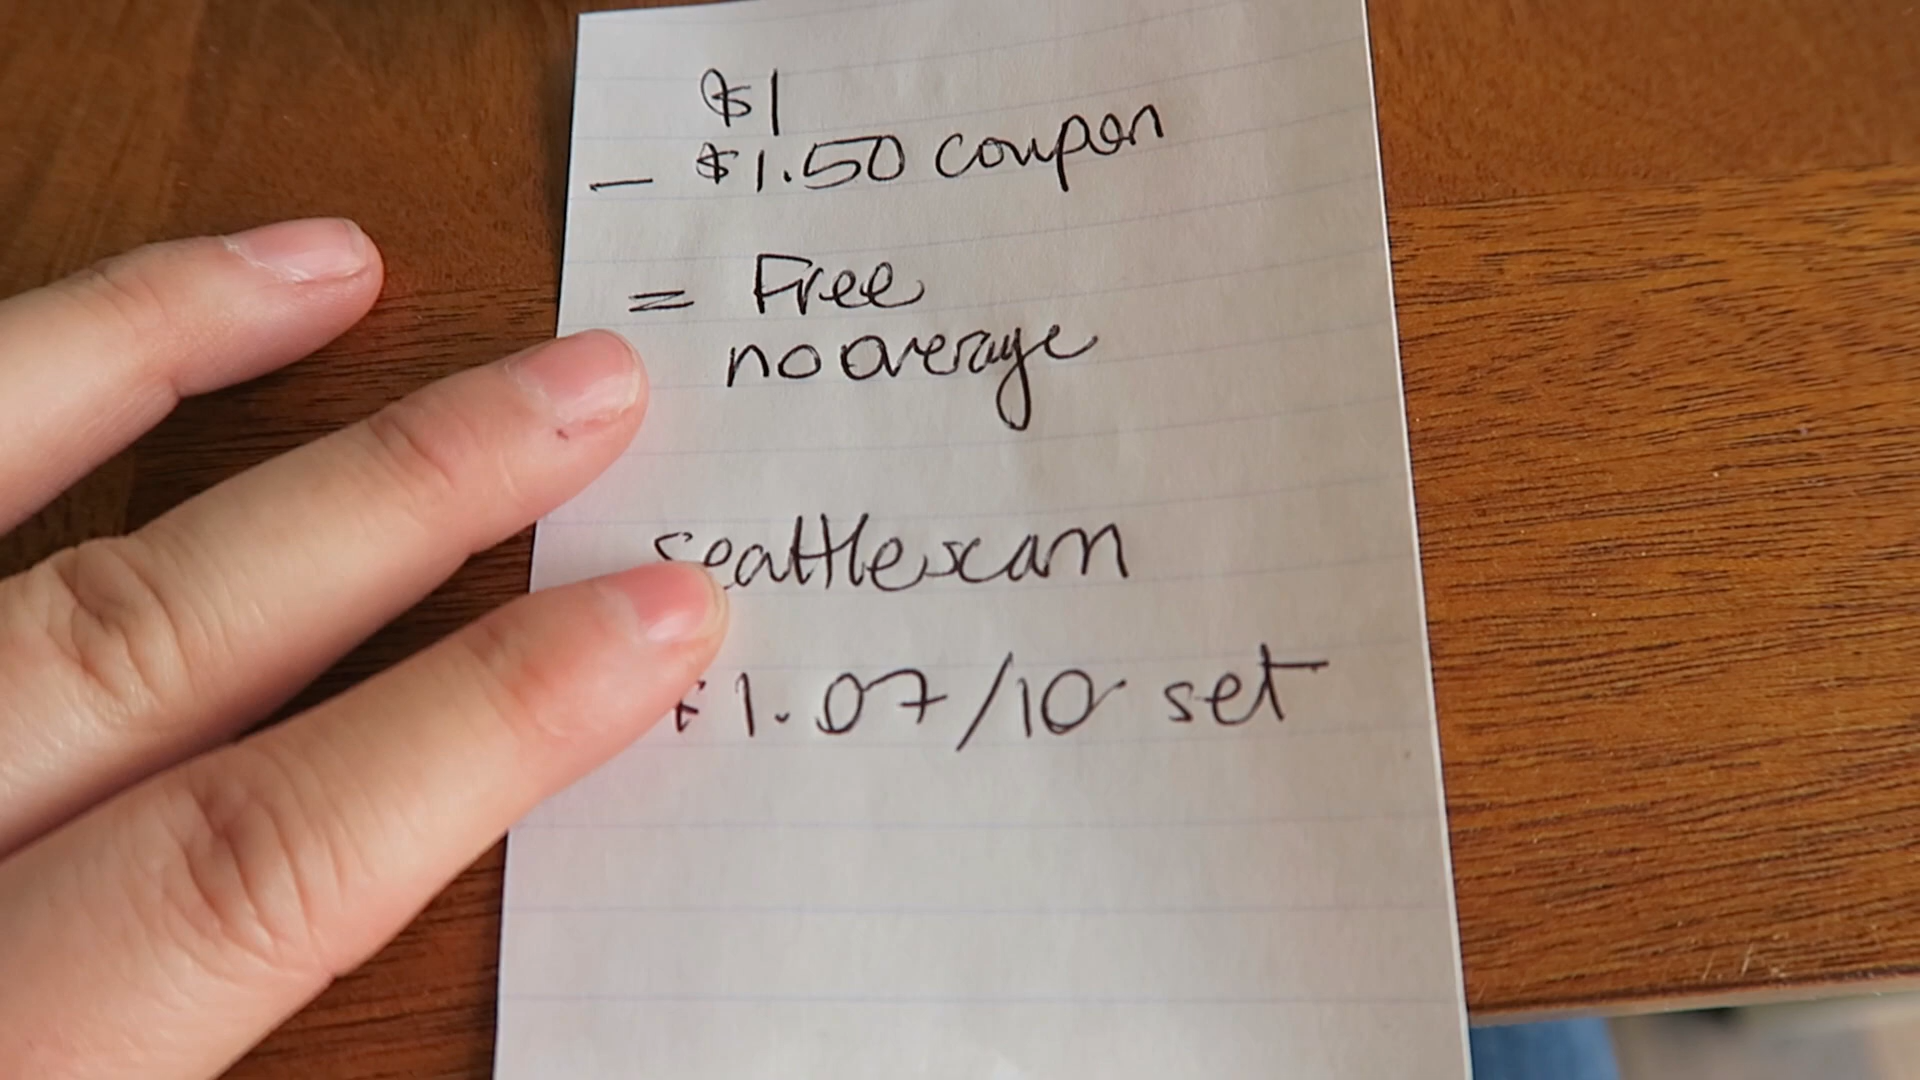 $1
- $1.50 coupon
= Free
no overage
seattlescan
$1.07/10 set